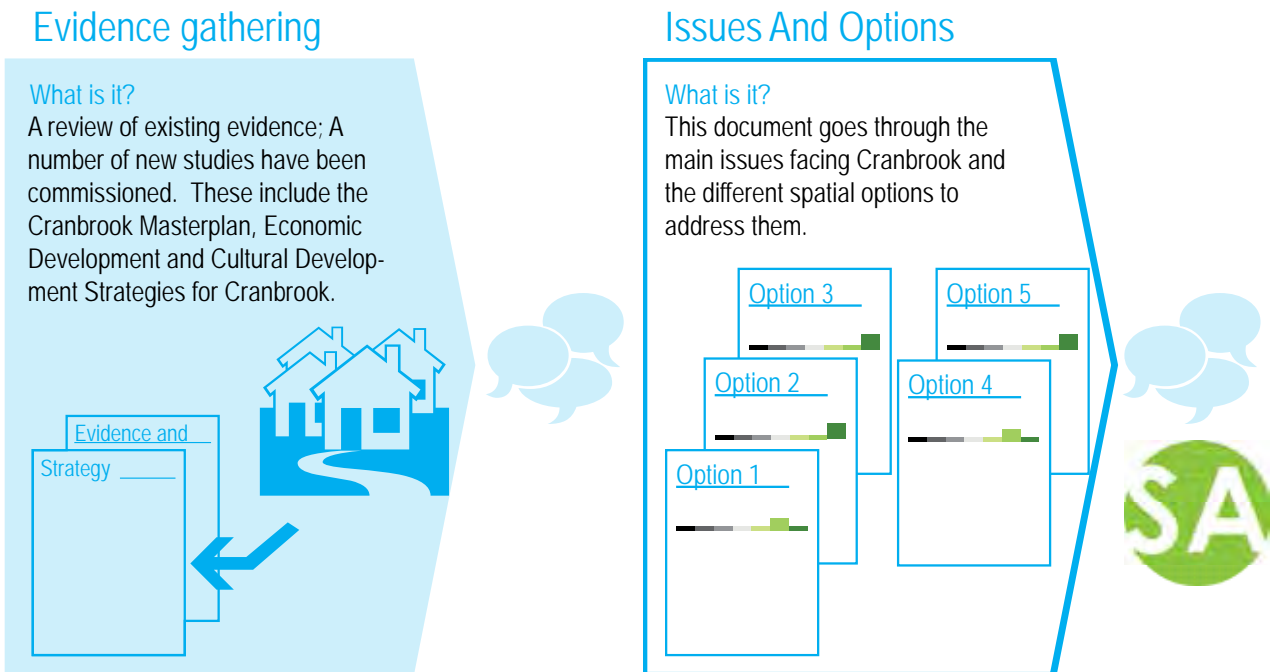 Evidence gathering
What is it?
A review of existing evidence; A
number of new studies have been
commissioned.  These include the
Cranbrook Masterplan, Economic
Development and Cultural Develop-
ment Strategies for Cranbrook.
Evidence and
Strategy ______
Issues And Options
What is it?
This document goes through the
main issues facing Cranbrook and
the different spatial options to
address them.
Option 3
Option 5
Option 2
Option 4
Option 1
SA